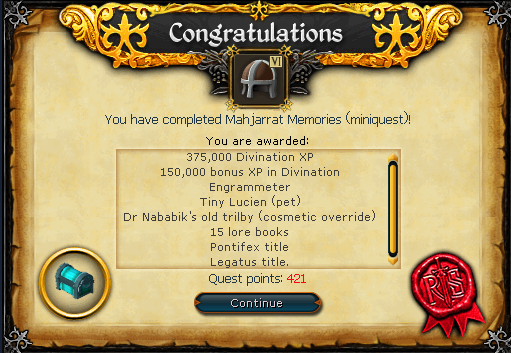 Congratulations
VI
You have completed Mahjarrat Memories (miniquest)!
You are awarded:
375,000 Divination XP
150,000 bonus XP in Divination
Engrammeter
Tiny Lucien (pet)
Dr Nababik's old trilby (cosmetic override)
15 lore books
Pontifex title
Legatus title.
Quest points: 421
Continue
RS